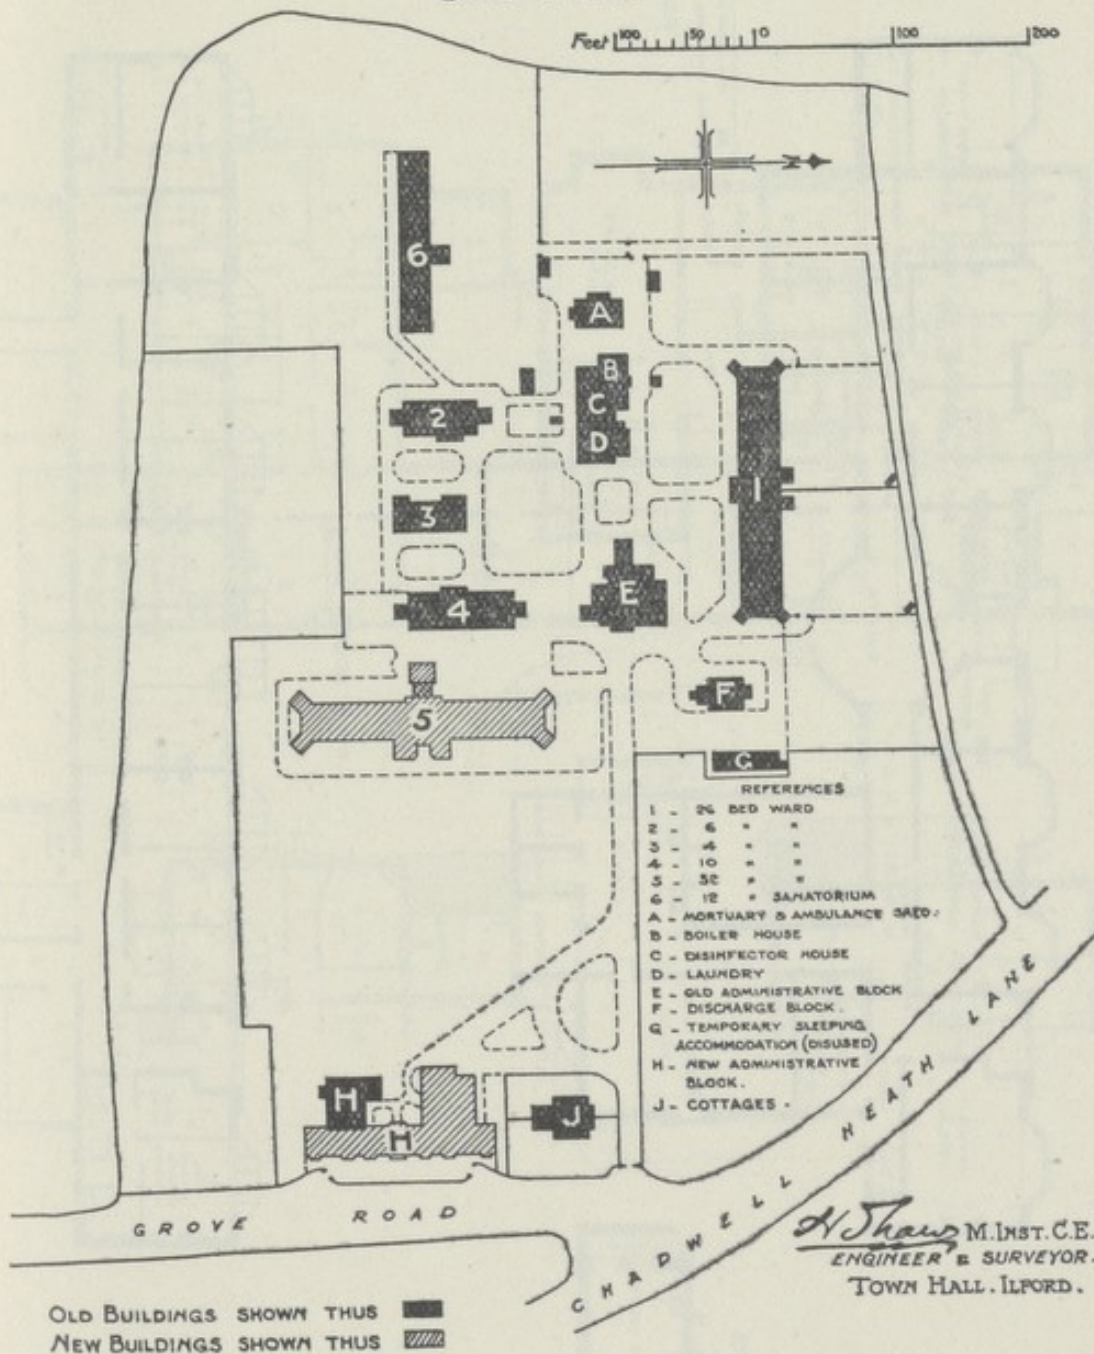 Feet 100 50 0 100 200
N
6
A
B
2
C
D
1
3
E
4
F
5
G
REFERENCES
1 - 26 BED WARD
2 - 6 " "
3 - 4 " "
4 - 10 " "
5 - 32 " "
6 - 12 " SANATORIUM
A - MORTUARY & AMBULANCE SHED.
B - BOILER HOUSE
C - DISINFECTOR HOUSE
D - LAUNDRY
E - OLD ADMINISTRATIVE BLOCK
F - DISCHARGE BLOCK.
G - TEMPORARY SLEEPING
ACCOMMODATION (DISUSED)
H - NEW ADMINISTRATIVE
BLOCK.
J - COTTAGES.
H
J
H
GROVE ROAD
CHADWELL HEATH LANE
H Shaw M.INST.C.E.
ENGINEER & SURVEYOR.
TOWN HALL. ILFORD.
OLD BUILDINGS SHOWN THUS
NEW BUILDINGS SHOWN THUS